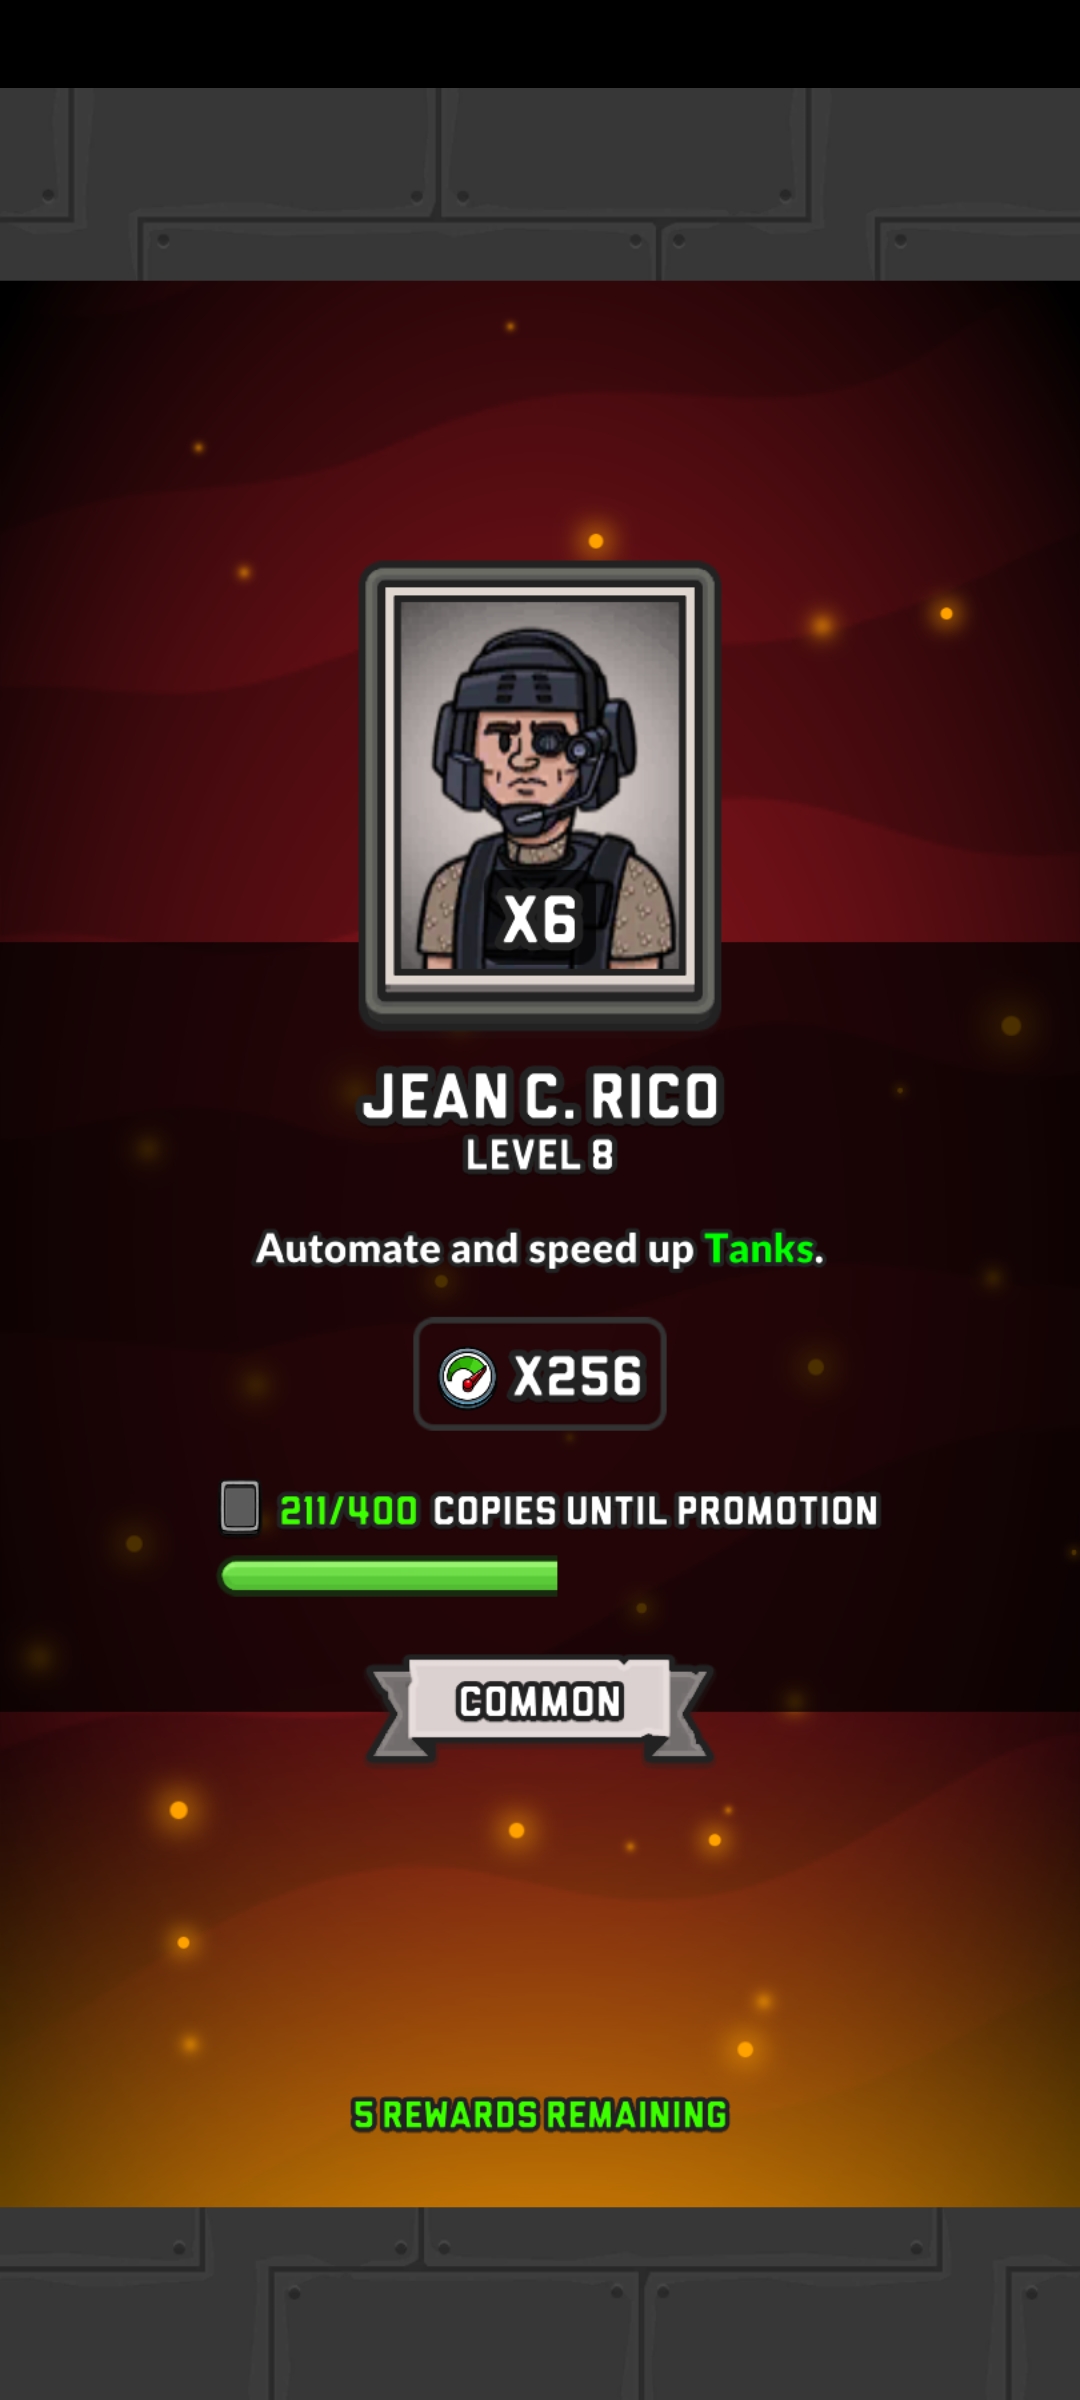 X6
JEAN C. RICO
LEVEL 8
Automate and speed up Tanks.
X256
211/400 COPIES UNTIL PROMOTION
COMMON
5 REWARDS REMAINING